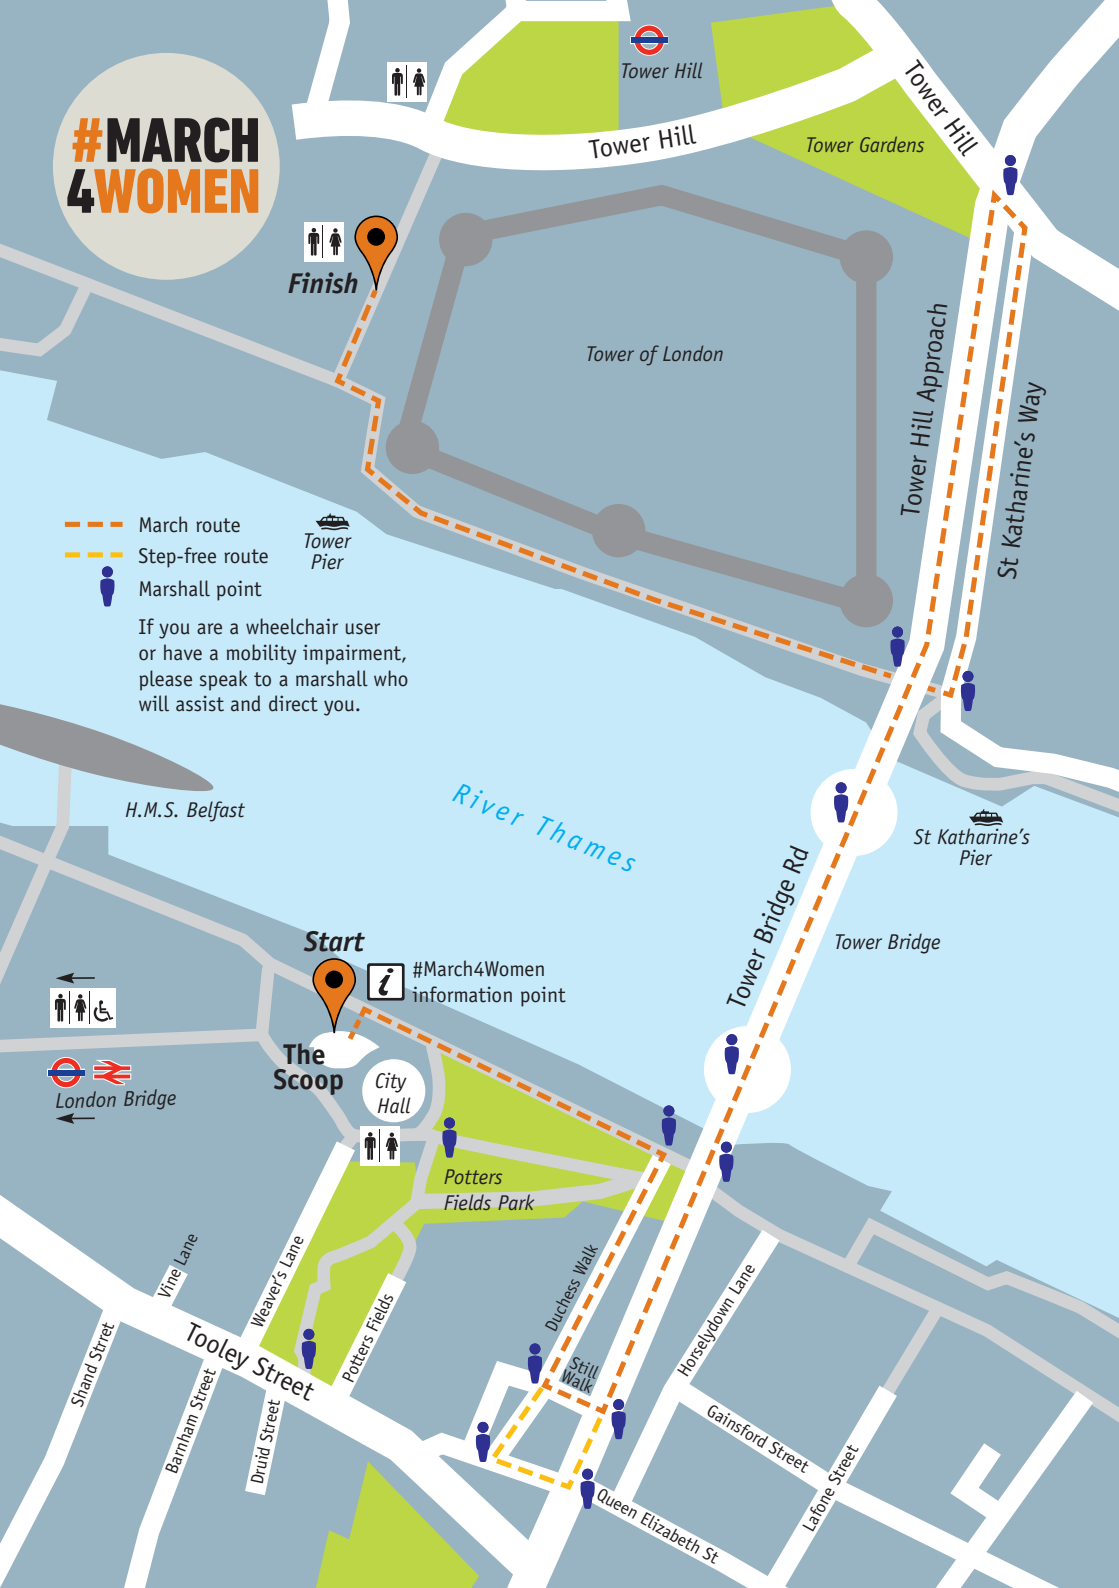 #MARCH
4WOMEN
Tower Hill
Tower Hill
Tower Hill
Tower Gardens
Finish
Tower of London
Tower Hill Approach
St Katharine's Way
March route
Step-free route
Marshall point
If you are a wheelchair user
or have a mobility impairment,
please speak to a marshall who
will assist and direct you.
Tower
Pier
H.M.S. Belfast
River Thames
St Katharine's
Pier
Tower Bridge Rd
Tower Bridge
Start
i
#March4Women
information point
The
Scoop
City
Hall
London Bridge
Potters
Fields Park
Vine Lane
Weaver's Lane
Duchess Walk
Horselydown Lane
Shand Strret
Tooley Street
Potters Fields
Still
Walk
Barnham Street
Druid Street
Gainsford Street
Lafone Street
Queen Elizabeth St